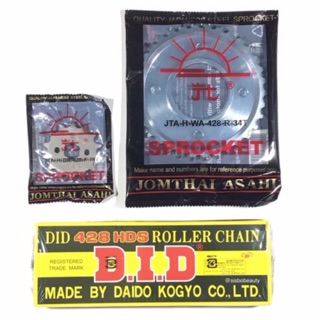 QUALITY
SPROCKET
JTA-H-WA-428-R-34T
SPROCKET
Make name and numbers are for reference purposes
JOMTHAI ASAHI
SPROCKET
JOMTHAI ASAHI
DID 428 HDS ROLLER CHAIN
REGISTERED
TRADE MARK
D.I.D
@sisbobeauty
MADE BY DAIDO KOGYO CO., LTD.